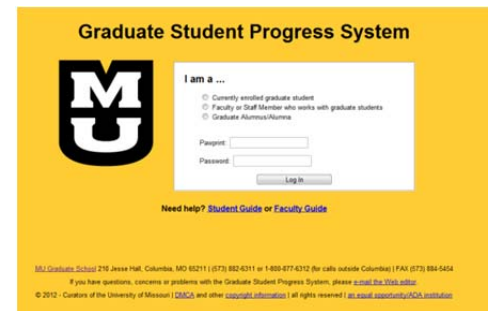 Graduate Student Progress System
MU
I am a ...
Currently enrolled graduate student
Faculty or Staff Member who works with graduate students
Graduate Alumnus/Alumna
Pawprint:
Password:
Log In
Need help? Student Guide or Faculty Guide
MU Graduate School 210 Jesse Hall, Columbia, MO 65211 | (573) 882-6311 or 1-800-877-6312 (for calls outside Columbia) | FAX (573) 884-5454
If you have questions, concerns or problems with the Graduate Student Progress System, please e-mail the Web editor.
© 2012 - Curators of the University of Missouri | DMCA and other copyright information | all rights reserved | an equal opportunity/ADA institution